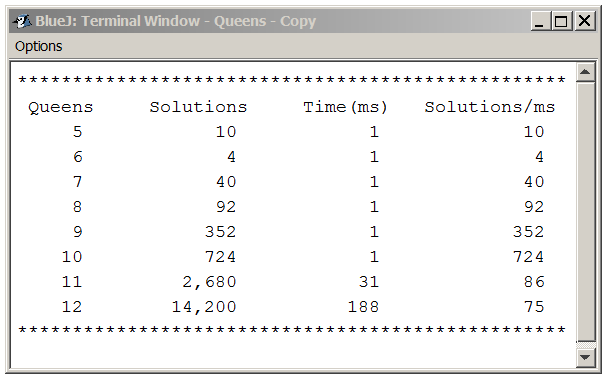 BlueJ: Terminal Window - Queens - Copy
Options
**************************************************
Queens Solutions Time(ms) Solutions/ms
5 10 1 10
6 4 1 4
7 40 1 40
8 92 1 92
9 352 1 352
10 724 1 724
11 2,680 31 86
12 14,200 188 75
**************************************************